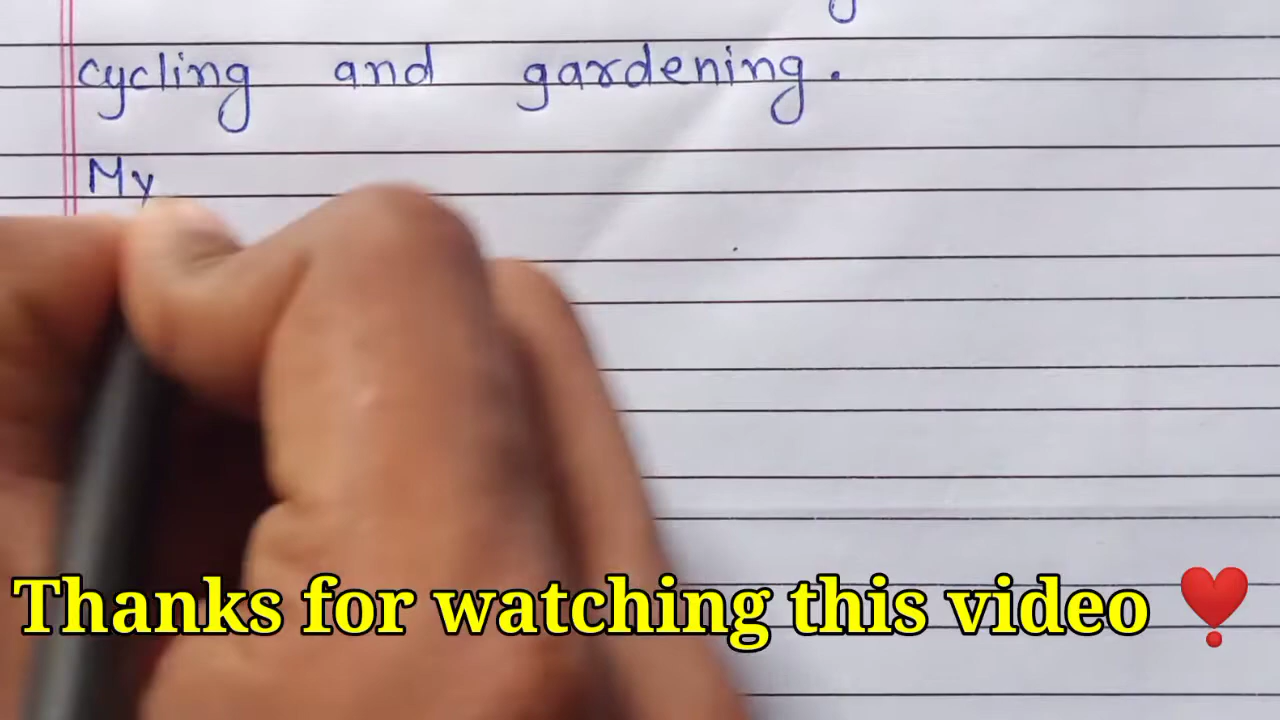 cycling and gardening.
My
Thanks for watching this video ❣️